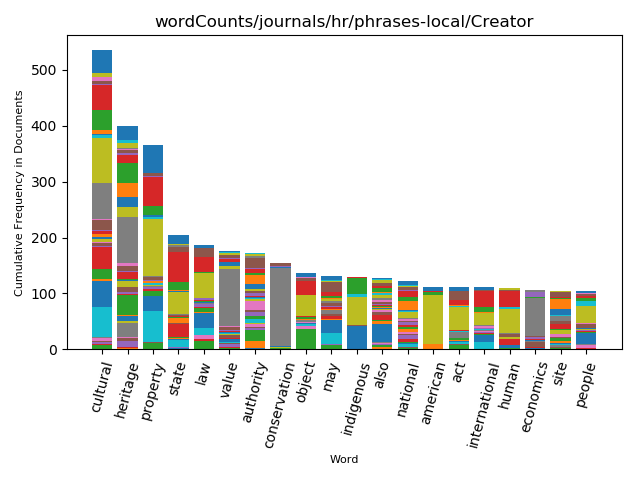 wordCounts/journals/hr/phrases-local/Creator
Cumulative Frequency in Documents
500
400
300
200
100
0
cultural
heritage
property
state
law
value
authority
conservation
object
may
indigenous
also
national
american
act
international
human
economics
site
people
Word